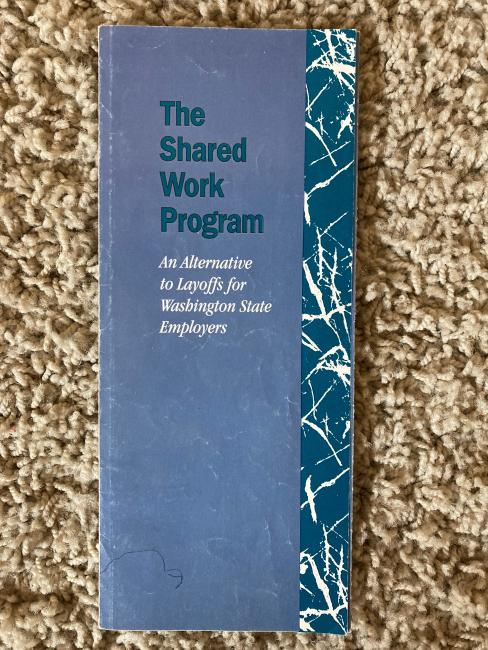 The
Shared
Work
Program
An Alternative
to Layoffs for
Washington State
Employers